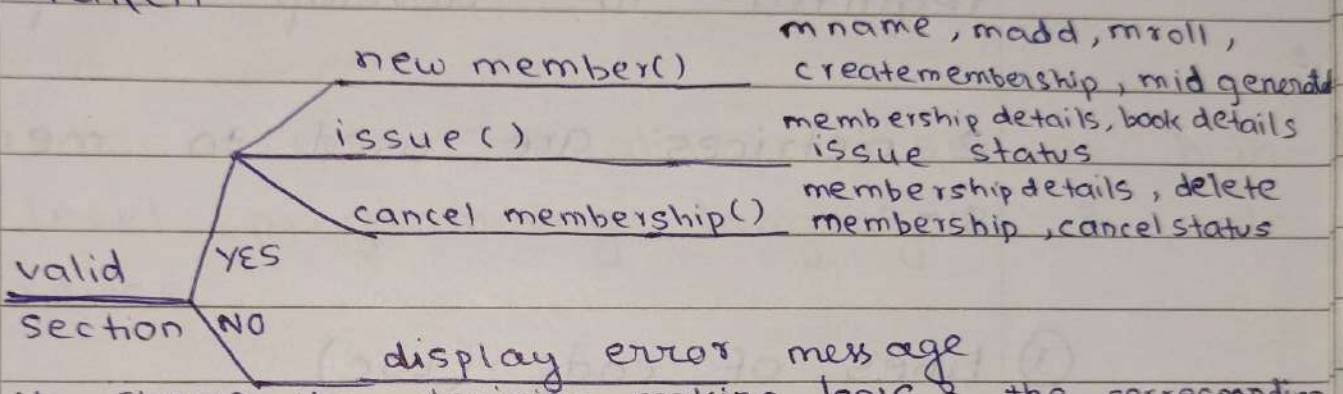 mname, madd, mroll,
new member() createmembership, mid generated
membership details, book details
issue() issue status
membership details, delete
cancel membership() membership, cancel status
YES
valid
section NO
display error message